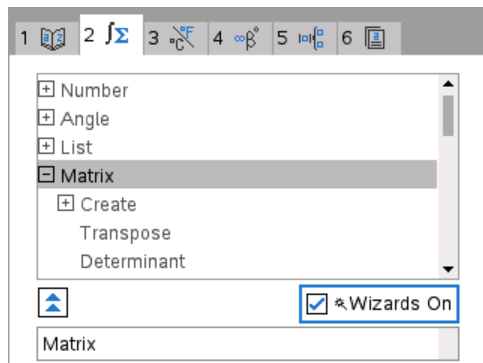 1 2 ∫Σ 3 °C °F 4 ∞β° 5 6
Number
Angle
List
Matrix
Create
Transpose
Determinant
Wizards On
Matrix